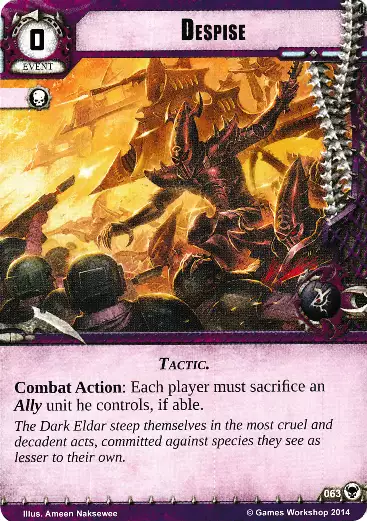 0
DESPISE
EVENT
TACTIC.
Combat Action: Each player must sacrifice an
Ally unit he controls, if able.
The Dark Eldar steep themselves in the most cruel and
decadent acts, committed against species they see as
lesser to their own.
063
Illus. Ameen Naksewee
© Games Workshop 2014